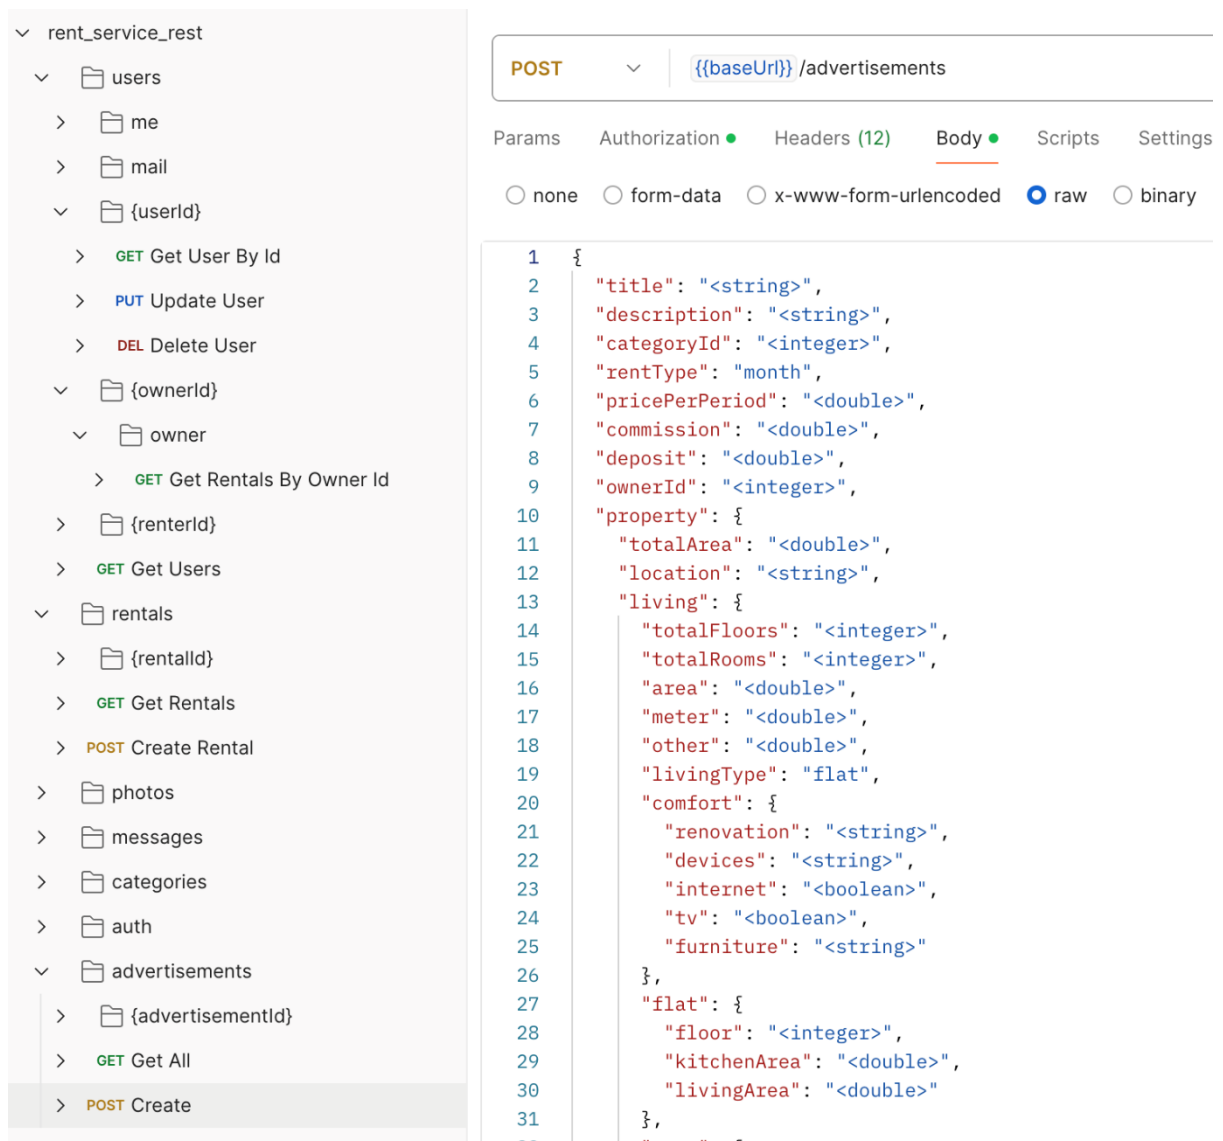 rent_service_rest
users
me
mail
{userId}
GET Get User By Id
PUT Update User
DEL Delete User
{ownerId}
owner
GET Get Rentals By Owner Id
{renterId}
GET Get Users
rentals
{rentalId}
GET Get Rentals
POST Create Rental
photos
messages
categories
auth
advertisements
{advertisementId}
GET Get All
POST Create
POST {{baseUrl}} /advertisements
Params Authorization Headers (12) Body Scripts Settings
none form-data x-www-form-urlencoded raw binary
1 {
2 "title": "<string>",
3 "description": "<string>",
4 "categoryId": "<integer>",
5 "rentType": "month",
6 "pricePerPeriod": "<double>",
7 "commission": "<double>",
8 "deposit": "<double>",
9 "ownerId": "<integer>",
10 "property": {
11 "totalArea": "<double>",
12 "location": "<string>",
13 "living": {
14 "totalFloors": "<integer>",
15 "totalRooms": "<integer>",
16 "area": "<double>",
17 "meter": "<double>",
18 "other": "<double>",
19 "livingType": "flat",
20 "comfort": {
21 "renovation": "<string>",
22 "devices": "<string>",
23 "internet": "<boolean>",
24 "tv": "<boolean>",
25 "furniture": "<string>"
26 },
27 "flat": {
28 "floor": "<integer>",
29 "kitchenArea": "<double>",
30 "livingArea": "<double>"
31 },